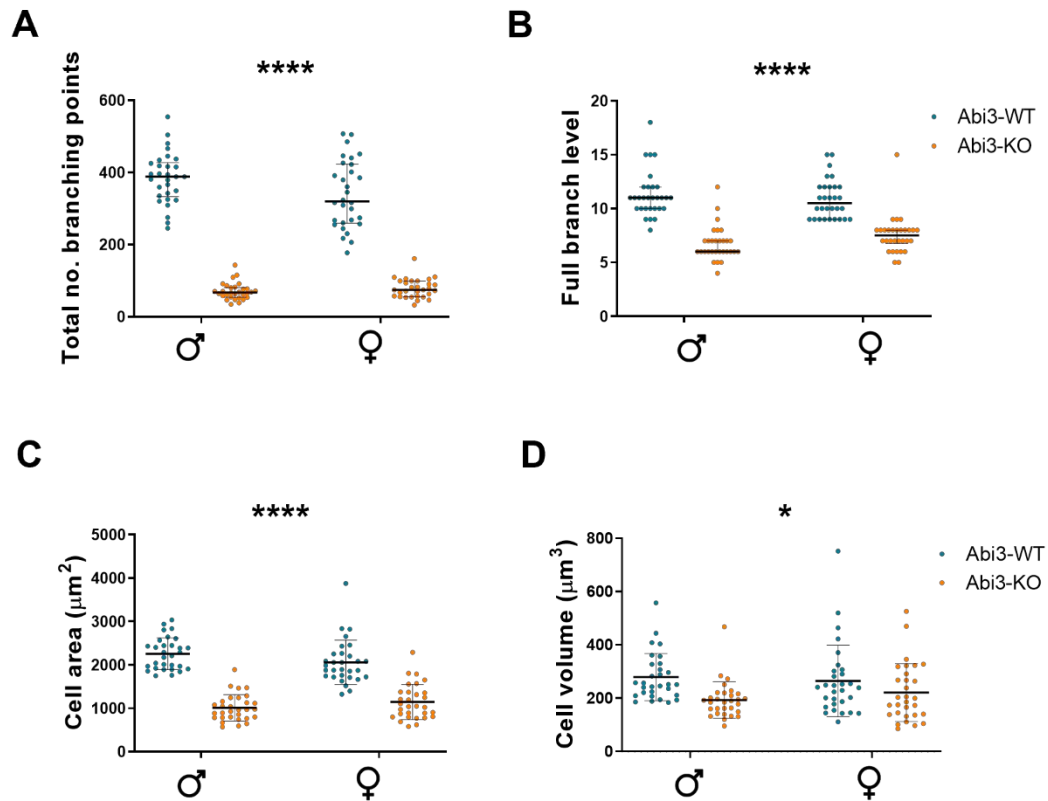 A
B
****
****
Total no. branching points
600
400
200
0
♂
♀
Full branch level
20
15
10
5
0
♂
♀
Abi3-WT
Abi3-KO
C
D
****
*
Cell area (μm²)
5000
4000
3000
2000
1000
0
♂
♀
Cell volume (μm³)
800
600
400
200
0
♂
♀
Abi3-WT
Abi3-KO